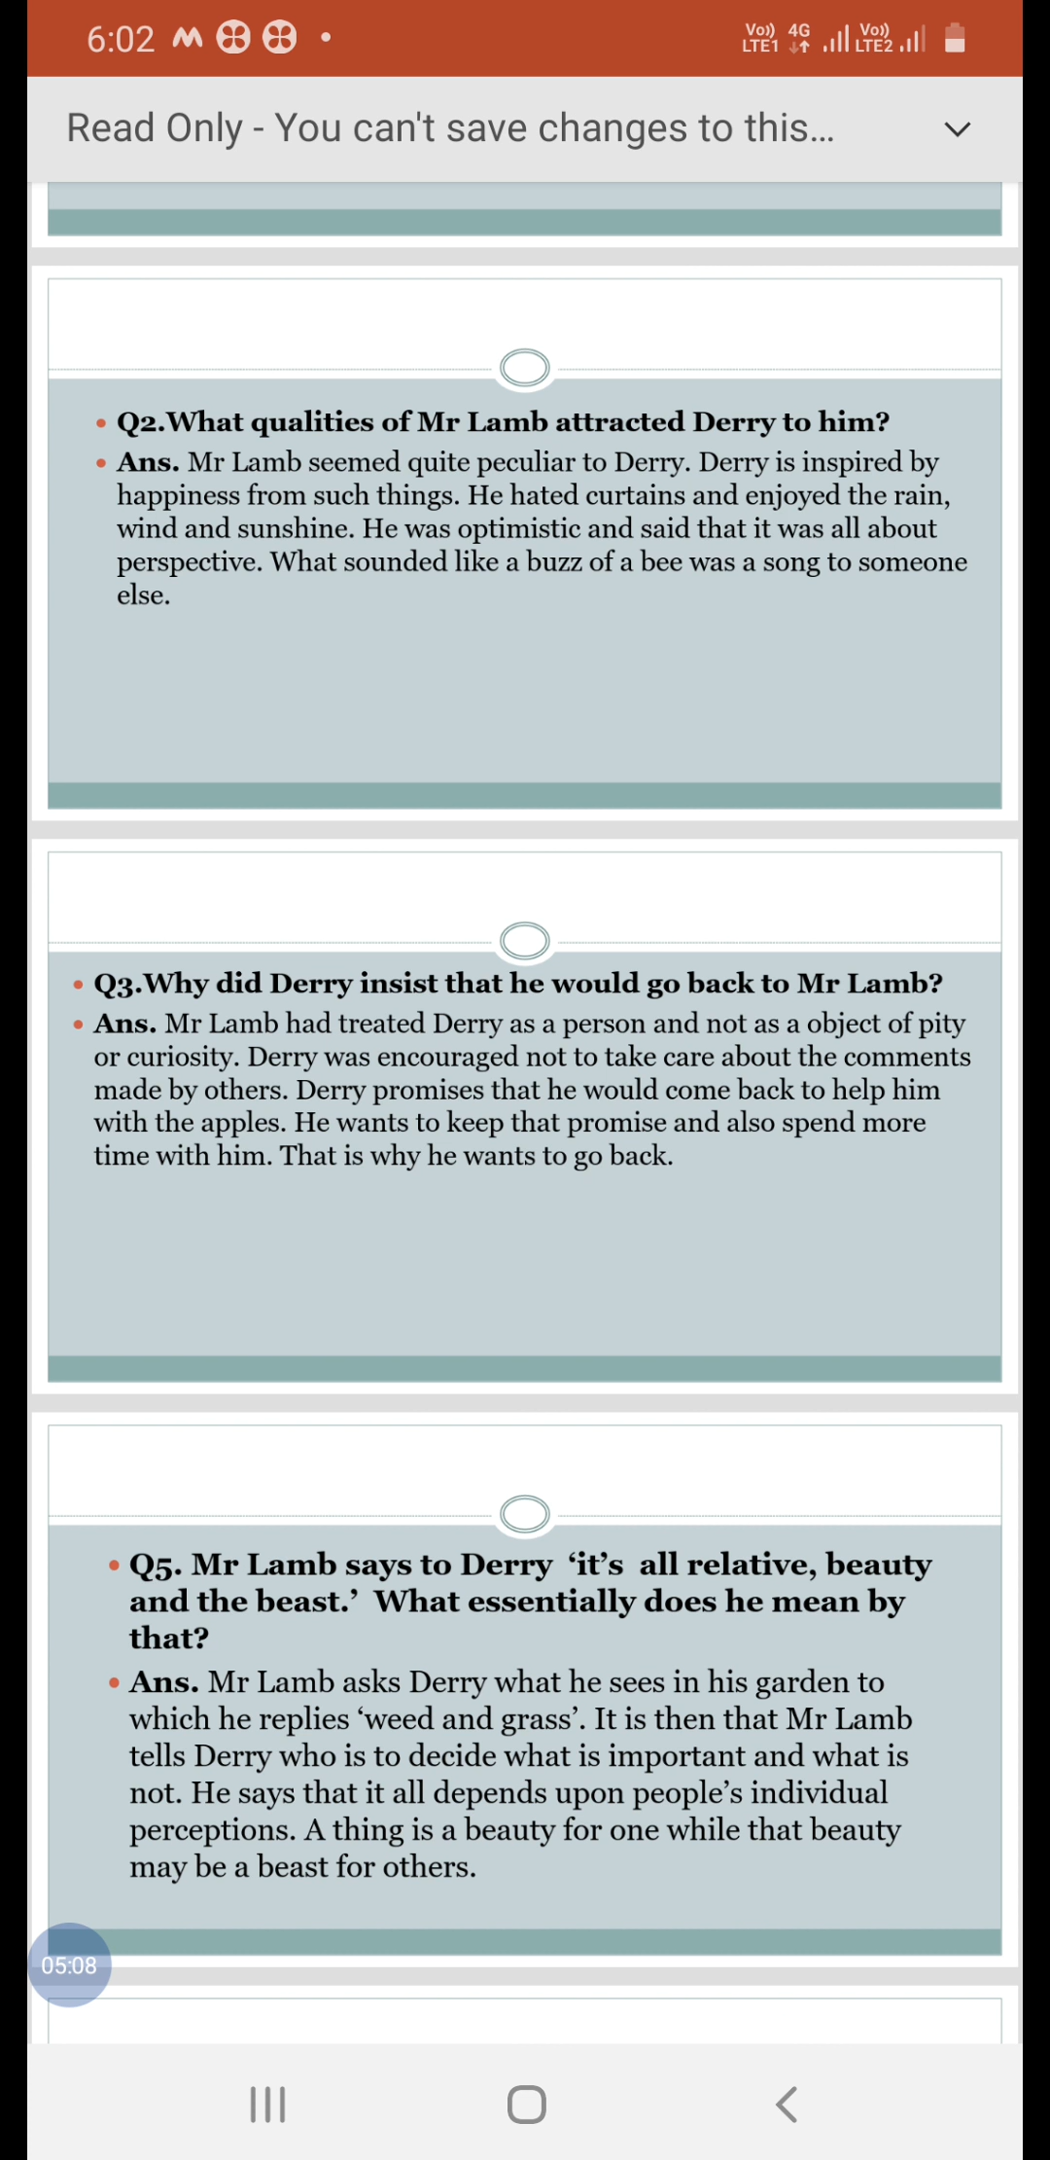 6:02
Vo)) 4G Vo))
LTE1 LTE2
Read Only - You can't save changes to this...
• Q2.What qualities of Mr Lamb attracted Derry to him?
• Ans. Mr Lamb seemed quite peculiar to Derry. Derry is inspired by
happiness from such things. He hated curtains and enjoyed the rain,
wind and sunshine. He was optimistic and said that it was all about
perspective. What sounded like a buzz of a bee was a song to someone
else.
• Q3.Why did Derry insist that he would go back to Mr Lamb?
• Ans. Mr Lamb had treated Derry as a person and not as a object of pity
or curiosity. Derry was encouraged not to take care about the comments
made by others. Derry promises that he would come back to help him
with the apples. He wants to keep that promise and also spend more
time with him. That is why he wants to go back.
• Q5. Mr Lamb says to Derry ‘it’s all relative, beauty
and the beast.’ What essentially does he mean by
that?
• Ans. Mr Lamb asks Derry what he sees in his garden to
which he replies ‘weed and grass’. It is then that Mr Lamb
tells Derry who is to decide what is important and what is
not. He says that it all depends upon people’s individual
perceptions. A thing is a beauty for one while that beauty
may be a beast for others.
05:08